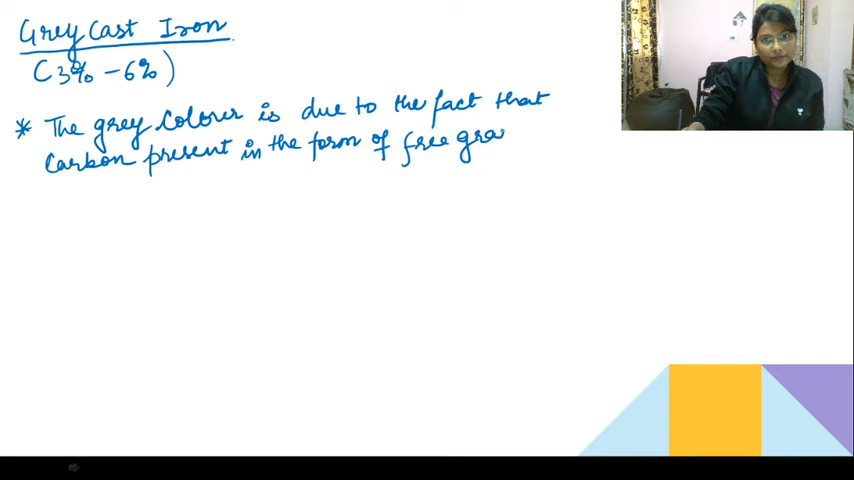 Grey Cast Iron
(3% - 6%)
* The grey colour is due to the fact that
carbon present in the form of free gra